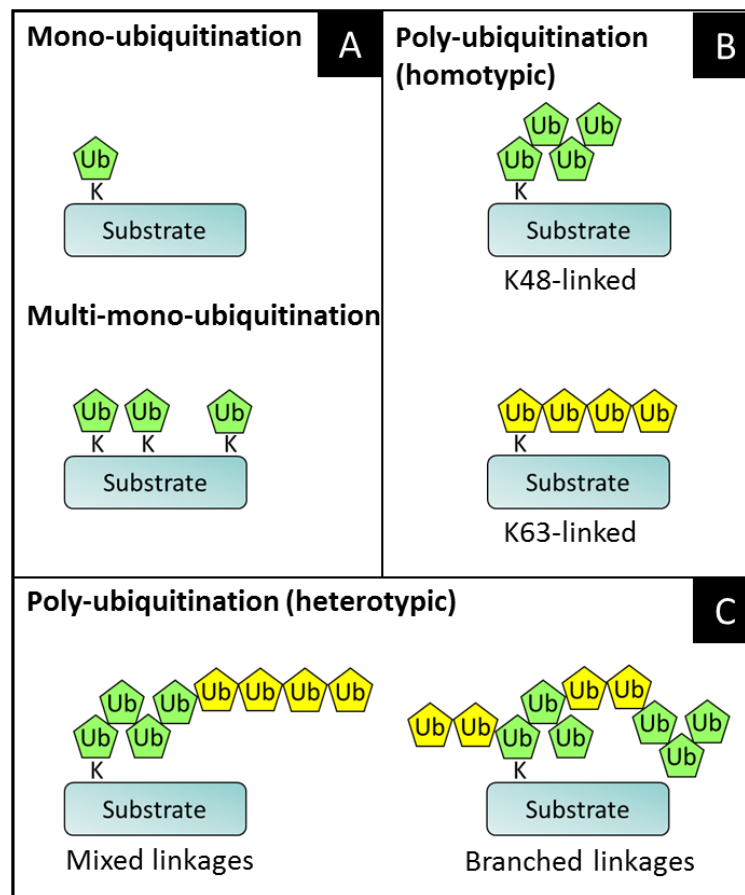 Mono-ubiquitination
A
Ub
K
Substrate
Multi-mono-ubiquitination
Ub Ub Ub
K K K
Substrate
Poly-ubiquitination
(homotypic)
B
Ub Ub
Ub Ub
K
Substrate
K48-linked
Ub Ub Ub Ub
K
Substrate
K63-linked
Poly-ubiquitination (heterotypic)
C
Ub Ub Ub Ub Ub Ub
Ub Ub
K
Substrate
Mixed linkages
Ub Ub
Ub Ub Ub Ub Ub
Ub Ub Ub
Ub
K
Substrate
Branched linkages